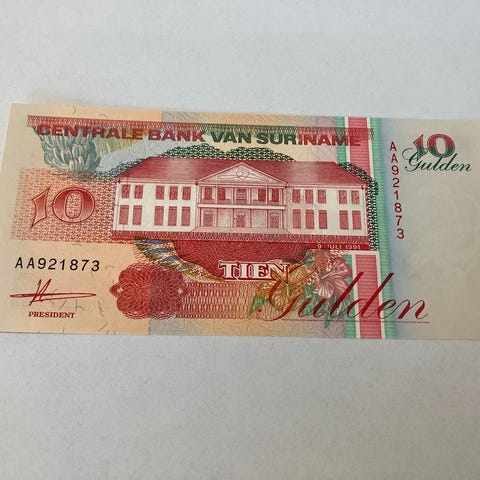 CENTRALE BANK VAN SURINAME
10
Gulden
10
AA921873
9 JULI 1991
AA921873
TIEN
Gulden
PRESIDENT